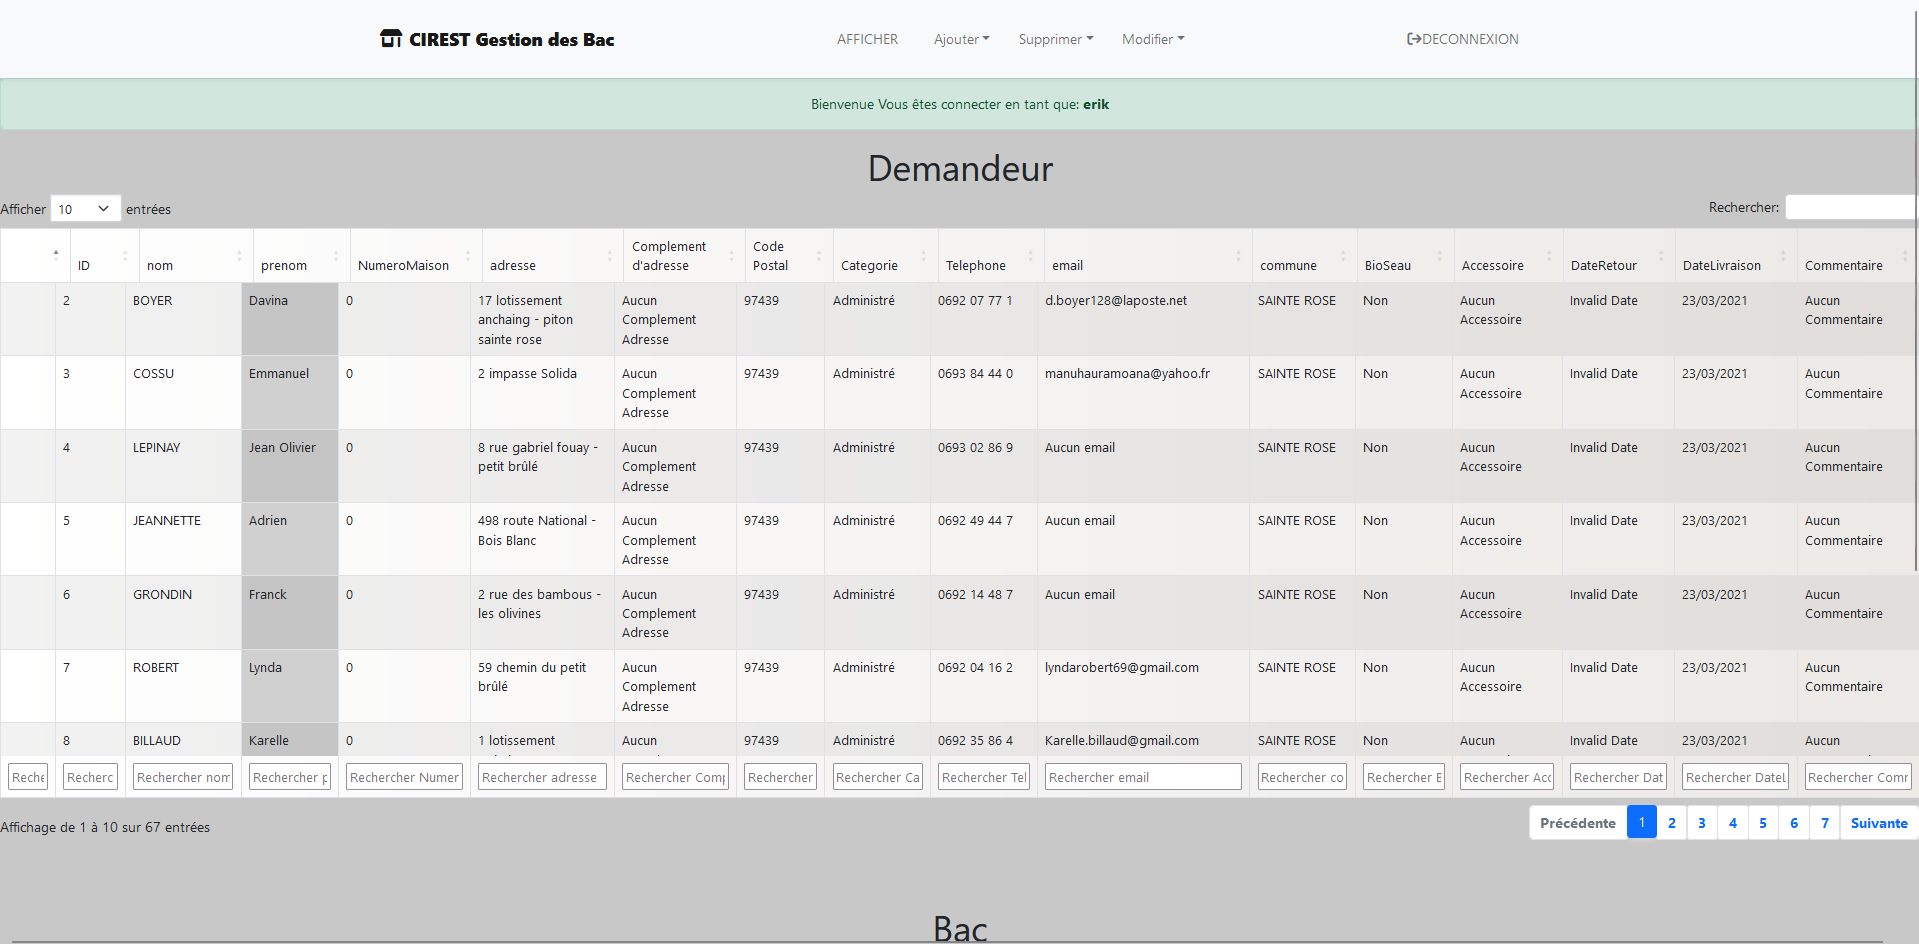 CIREST Gestion des Bac
AFFICHER Ajouter Supprimer Modifier DECONNEXION
Bienvenue Vous êtes connecter en tant que: erik
Demandeur
Afficher 10 entrées Rechercher:
ID nom prenom NumeroMaison adresse Complement d'adresse Code Postal Categorie Telephone email commune BioSeau Accessoire DateRetour DateLivraison Commentaire
2 BOYER Davina 0 17 lotissement anchaing - piton sainte rose Aucun Complement Adresse 97439 Administré 0692 07 77 1 d.boyer128@laposte.net SAINTE ROSE Non Aucun Accessoire Invalid Date 23/03/2021 Aucun Commentaire
3 COSSU Emmanuel 0 2 impasse Solida Aucun Complement Adresse 97439 Administré 0693 84 44 0 manuhauramoana@yahoo.fr SAINTE ROSE Non Aucun Accessoire Invalid Date 23/03/2021 Aucun Commentaire
4 LEPINAY Jean Olivier 0 8 rue gabriel fouay - petit brûlé Aucun Complement Adresse 97439 Administré 0693 02 86 9 Aucun email SAINTE ROSE Non Aucun Accessoire Invalid Date 23/03/2021 Aucun Commentaire
5 JEANNETTE Adrien 0 498 route National - Bois Blanc Aucun Complement Adresse 97439 Administré 0692 49 44 7 Aucun email SAINTE ROSE Non Aucun Accessoire Invalid Date 23/03/2021 Aucun Commentaire
6 GRONDIN Franck 0 2 rue des bambous - les olivines Aucun Complement Adresse 97439 Administré 0692 14 48 7 Aucun email SAINTE ROSE Non Aucun Accessoire Invalid Date 23/03/2021 Aucun Commentaire
7 ROBERT Lynda 0 59 chemin du petit brûlé Aucun Complement Adresse 97439 Administré 0692 04 16 2 lyndarobert69@gmail.com SAINTE ROSE Non Aucun Accessoire Invalid Date 23/03/2021 Aucun Commentaire
8 BILLAUD Karelle 0 1 lotissement Aucun 97439 Administré 0692 35 86 4 Karelle.billaud@gmail.com SAINTE ROSE Non Aucun Invalid Date 23/03/2021 Aucun
Reche Recherc Rechercher nom Rechercher p Rechercher Numer Rechercher adresse Rechercher Comp Rechercher Rechercher Ca Rechercher Tel Rechercher email Rechercher co Rechercher B Rechercher Acc Rechercher Dat Rechercher DateL Rechercher Comm
Affichage de 1 à 10 sur 67 entrées Précédente 1 2 3 4 5 6 7 Suivante
Bac